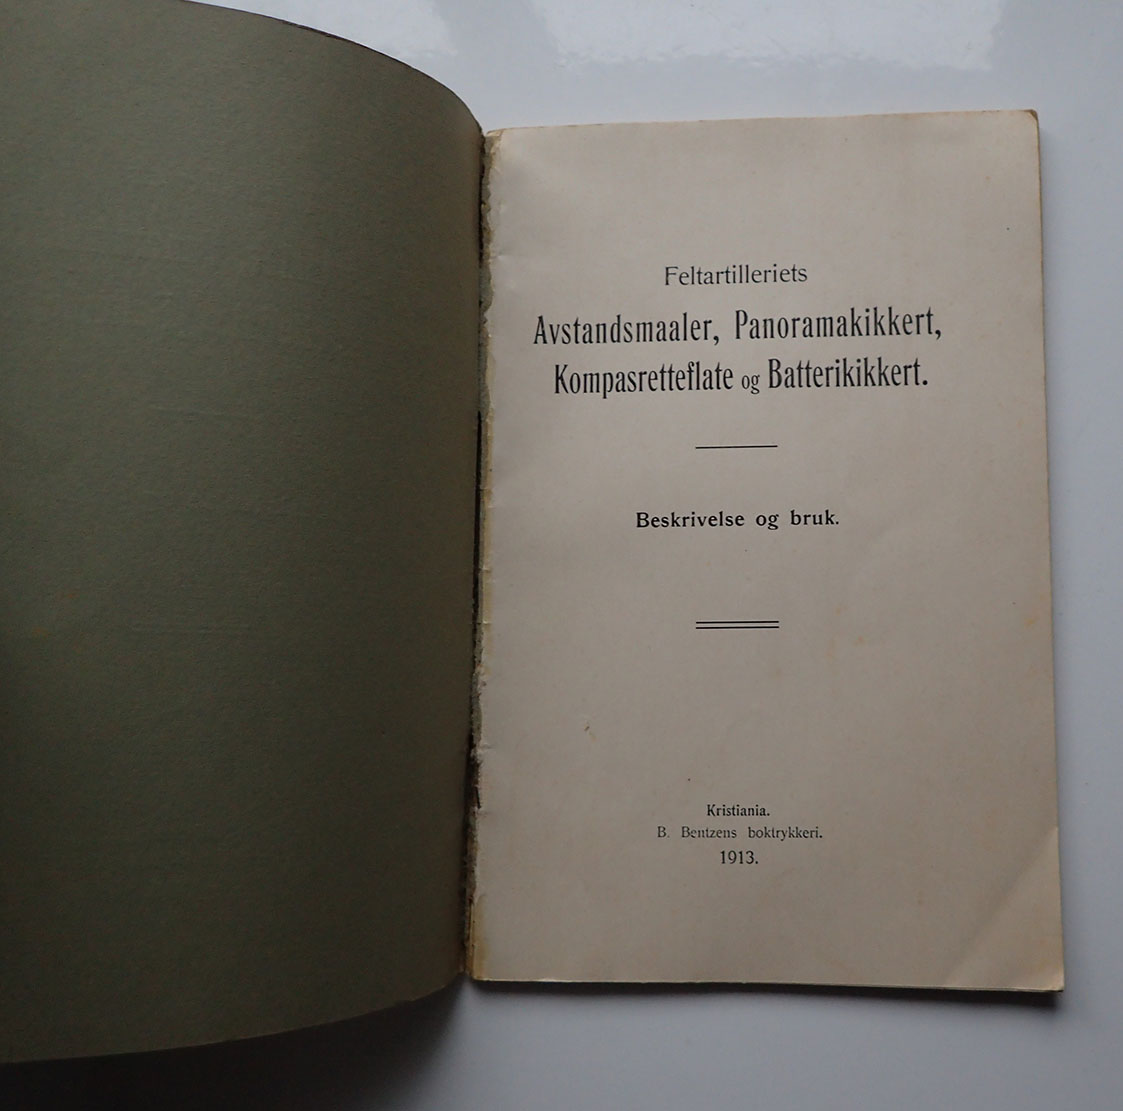 Feltartilleriets
Avstandsmaaler, Panoramakikkert,
Kompasretteflate og Batterikikkert.
Beskrivelse og bruk.
Kristiania.
B. Bentzens boktrykkeri.
1913.